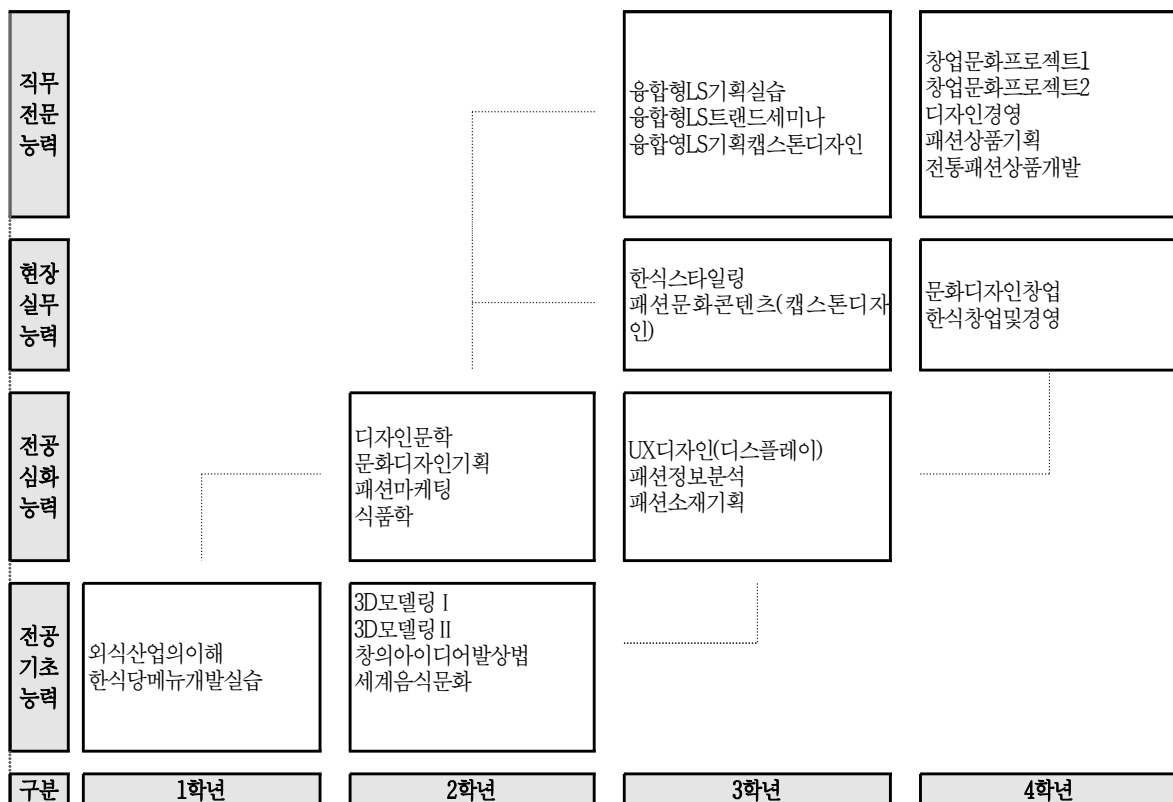 직무
전문
능력
융합형LS기획실습
융합형LS트랜드세미나
융합영LS기획캡스톤디자인
창업문화프로젝트1
창업문화프로젝트2
디자인경영
패션상품기획
전통패션상품개발
현장
실무
능력
한식스타일링
패션문화콘텐츠(캡스톤디자
인)
문화디자인창업
한식창업및경영
전공
심화
능력
디자인문학
문화디자인기획
패션마케팅
식품학
UX디자인(디스플레이)
패션정보분석
패션소재기획
전공
기초
능력
외식산업의이해
한식당메뉴개발실습
3D모델링Ⅰ
3D모델링Ⅱ
창의아이디어발상법
세계음식문화
구분 1학년 2학년 3학년 4학년